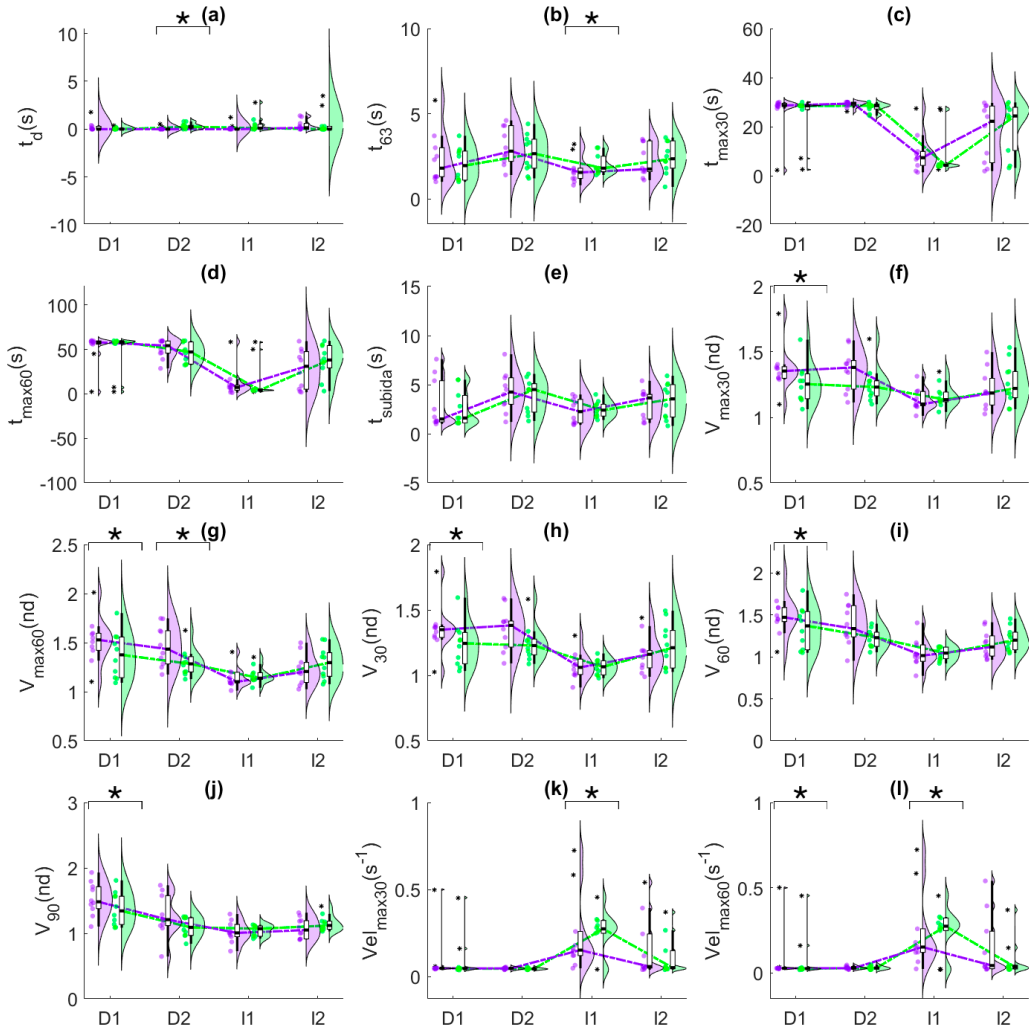 (a) (b) (c)
* *
t_d(s) t_63(s) t_max30(s)
10 10 60
5 40
0 5 20
-5 0
-10 0 -20
D1 D2 I1 I2 D1 D2 I1 I2 D1 D2 I1 I2
(d) (e) (f)
*
t_max60(s) t_subida(s) V_max30(nd)
100 15 2
50 10
0 5 1.5
-50 0 1
-100 -5 0.5
D1 D2 I1 I2 D1 D2 I1 I2 D1 D2 I1 I2
(g) (h) (i)
* * * *
V_max60(nd) V_30(nd) V_60(nd)
2.5 2 2.5
2 2
1.5 1.5 1.5
1 1 1
0.5
0.5 0.5 0
D1 D2 I1 I2 D1 D2 I1 I2 D1 D2 I1 I2
(j) (k) (l)
* * * *
V_90(nd) Vel_max30(s^-1) Vel_max60(s^-1)
3 1 1
2
1 0.5 0.5
0 0 0
D1 D2 I1 I2 D1 D2 I1 I2 D1 D2 I1 I2